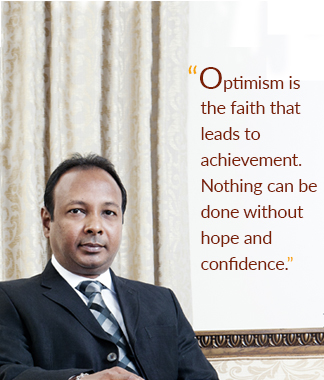 “Optimism is
the faith that
leads to
achievement.
Nothing can be
done without
hope and
confidence.”